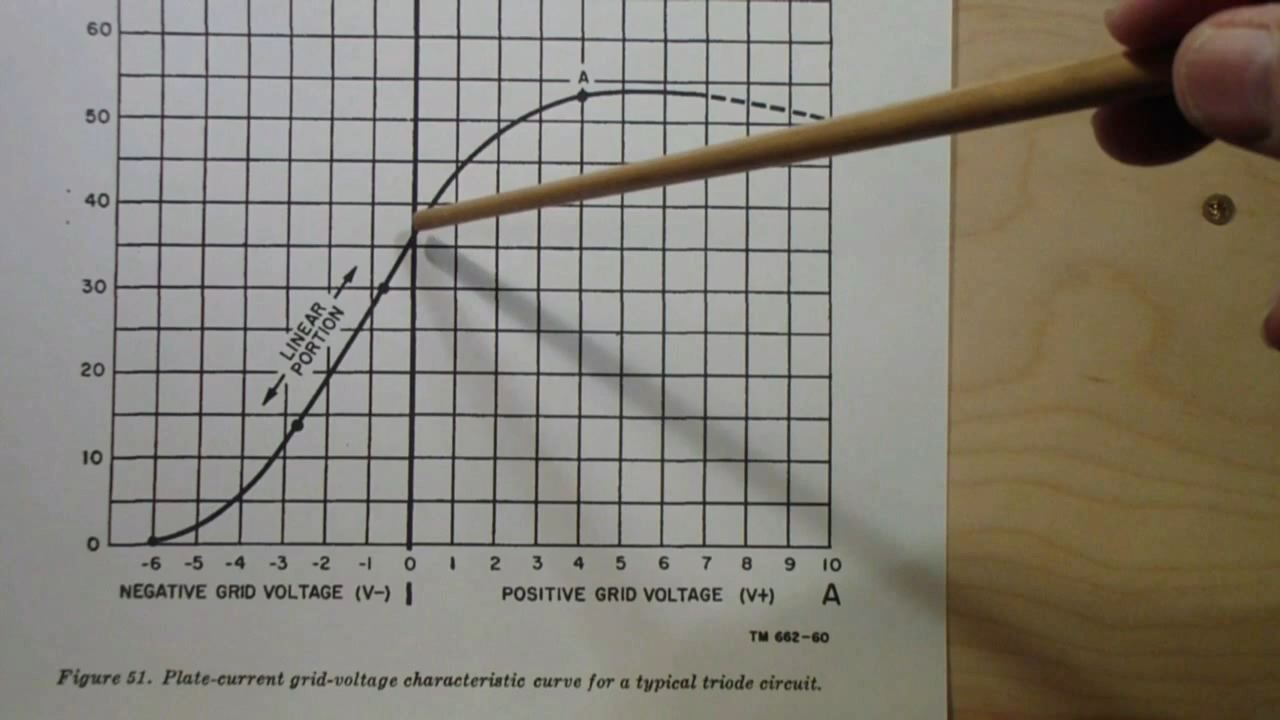 60
A
50
40
30
LINEAR
PORTION
20
10
0
-6 -5 -4 -3 -2 -1 0 1 2 3 4 5 6 7 8 9 10
NEGATIVE GRID VOLTAGE (V-) POSITIVE GRID VOLTAGE (V+) A
TM 662-60
Figure 51. Plate-current grid-voltage characteristic curve for a typical triode circuit.